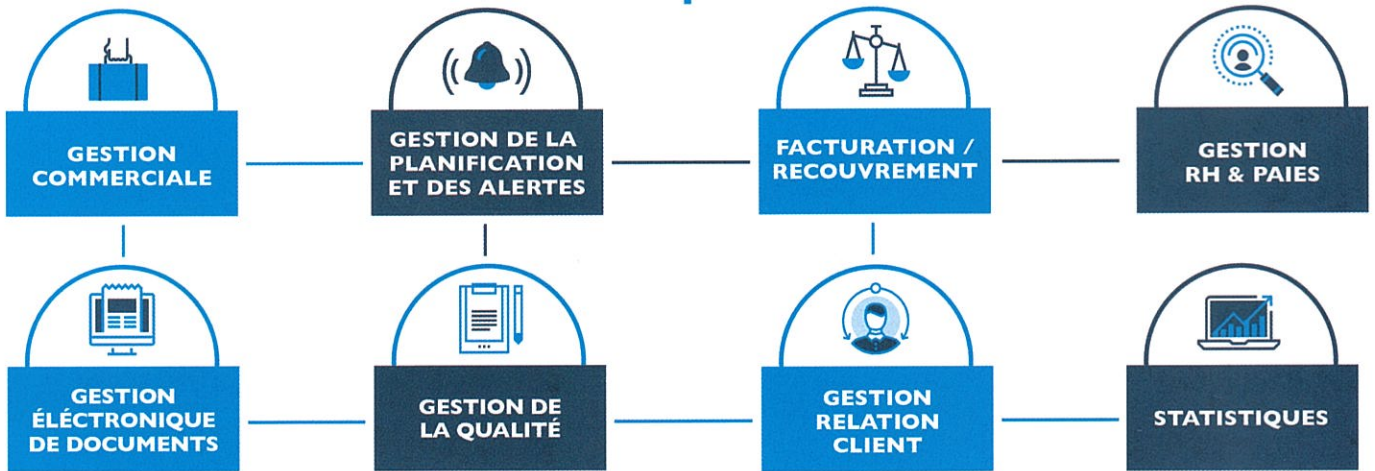 GESTION
COMMERCIALE
GESTION DE LA
PLANIFICATION
ET DES ALERTES
FACTURATION /
RECOUVREMENT
GESTION
RH & PAIES
GESTION
ÉLÉCTRONIQUE
DE DOCUMENTS
GESTION DE
LA QUALITÉ
GESTION
RELATION
CLIENT
STATISTIQUES